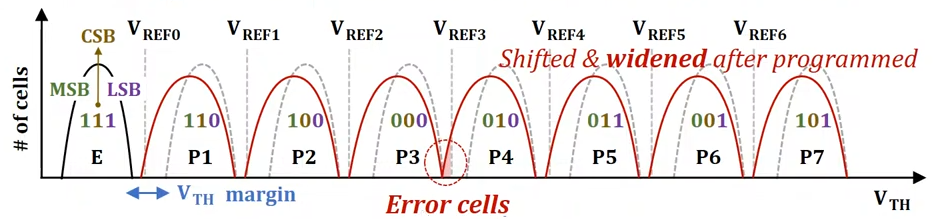 V_REF0 V_REF1 V_REF2 V_REF3 V_REF4 V_REF5 V_REF6
CSB
Shifted & widened after programmed
MSB LSB
# of cells
111 110 100 000 010 011 001 101
E P1 P2 P3 P4 P5 P6 P7
V_TH margin
Error cells
V_TH